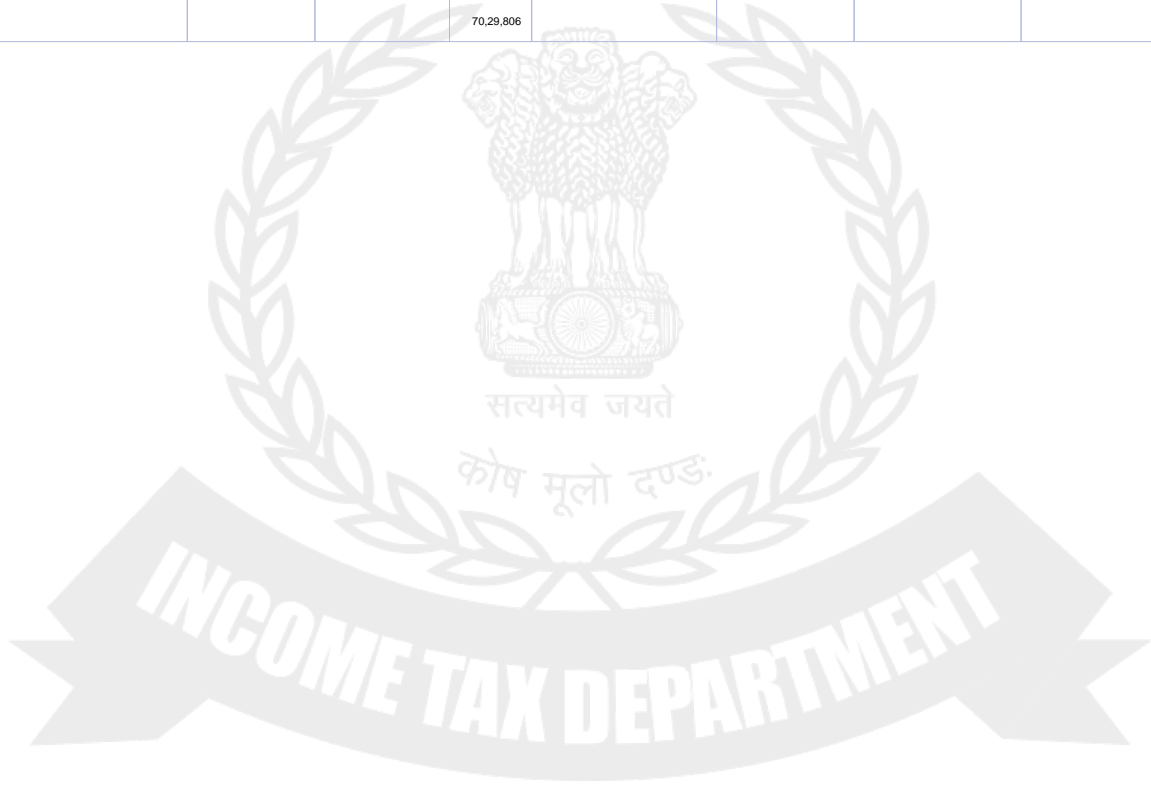 70,29,806
सत्यमेव जयते
कोष मूलो दण्डः
INCOME TAX DEPARTMENT